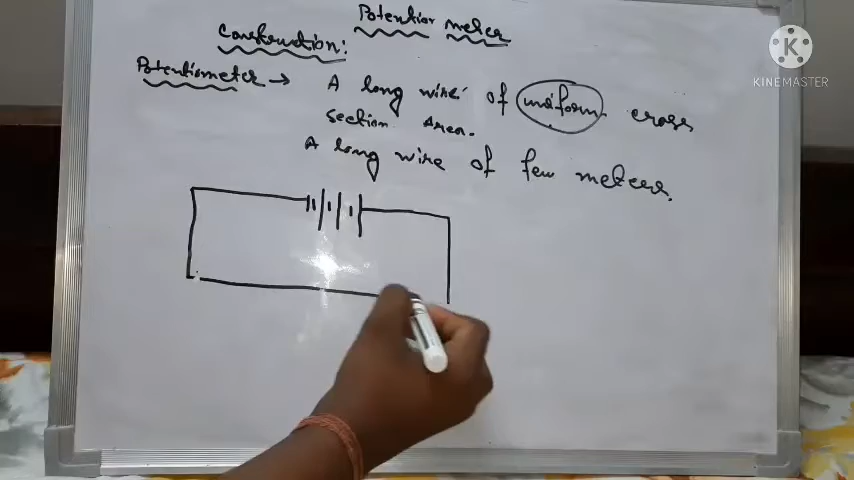 Potentiometer
Construction:
Potentiometer → A long wire of uniform cross
section Area.
A long wire of few meters.
K
KINEMASTER